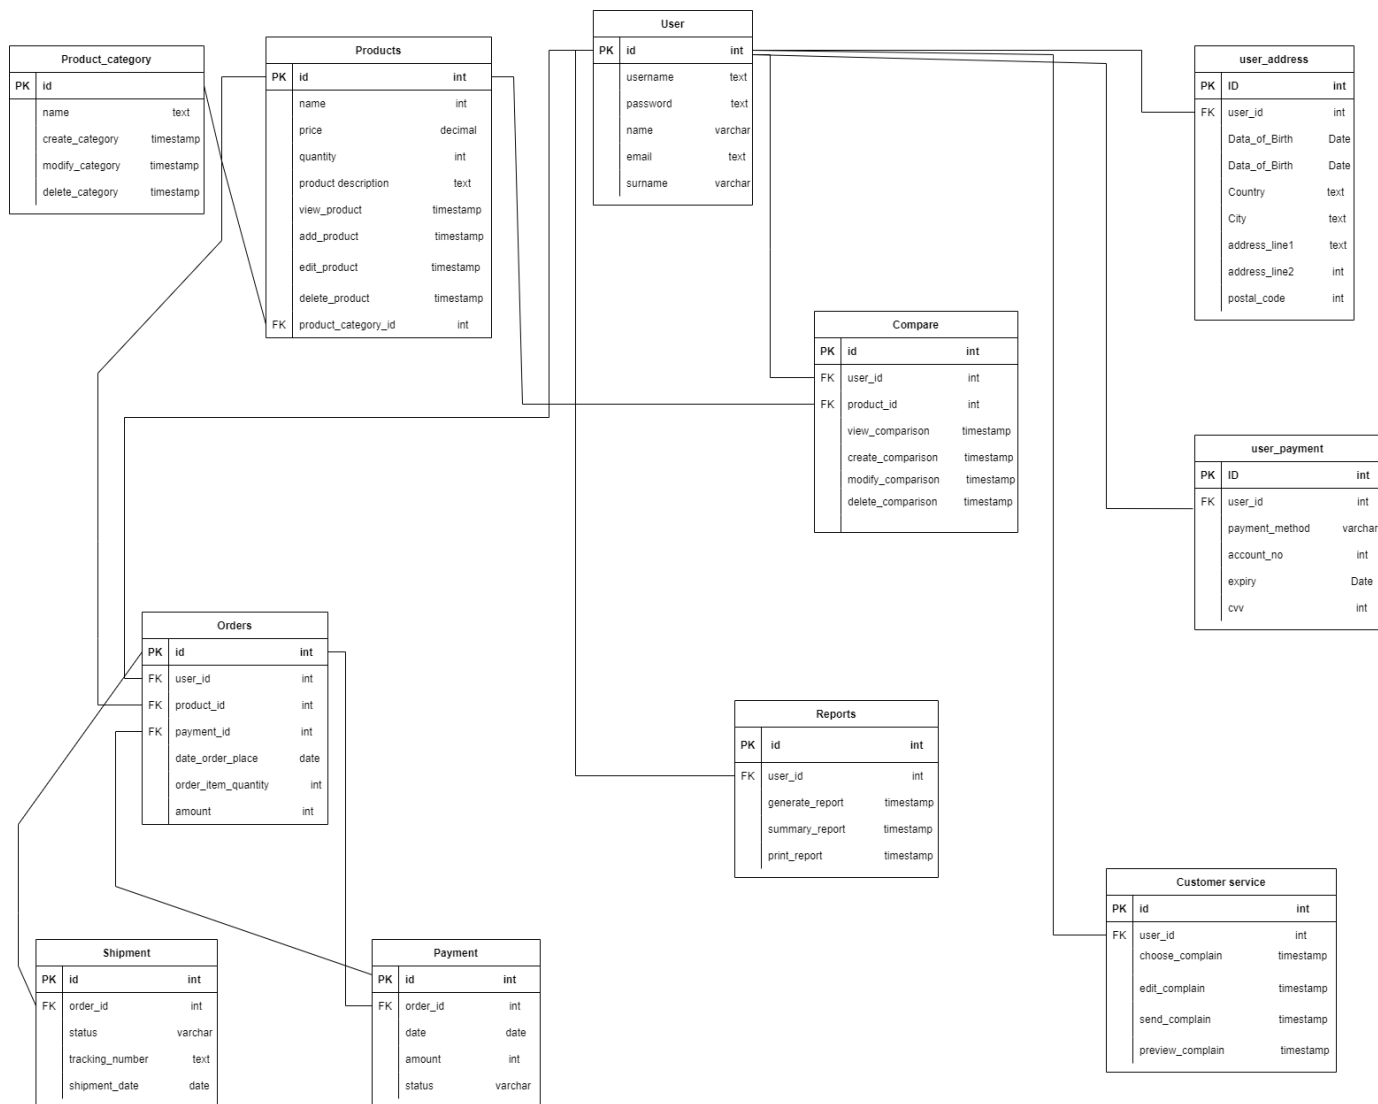 Product_category
PK id
name text
create_category timestamp
modify_category timestamp
delete_category timestamp
Products
PK id int
name int
price decimal
quantity int
product description text
view_product timestamp
add_product timestamp
edit_product timestamp
delete_product timestamp
FK product_category_id int
User
PK id int
username text
password text
name varchar
email text
surname varchar
user_address
PK ID int
FK user_id int
Data_of_Birth Date
Data_of_Birth Date
Country text
City text
address_line1 text
address_line2 int
postal_code int
Compare
PK id int
FK user_id int
FK product_id int
view_comparison timestamp
create_comparison timestamp
modify_comparison timestamp
delete_comparison timestamp
user_payment
PK ID int
FK user_id int
payment_method varchar
account_no int
expiry Date
cvv int
Orders
PK id int
FK user_id int
FK product_id int
FK payment_id int
date_order_place date
order_item_quantity int
amount int
Reports
PK id int
FK user_id int
generate_report timestamp
summary_report timestamp
print_report timestamp
Customer service
PK id int
FK user_id int
choose_complain timestamp
edit_complain timestamp
send_complain timestamp
preview_complain timestamp
Shipment
PK id int
FK order_id int
status varchar
tracking_number text
shipment_date date
Payment
PK id int
FK order_id int
date date
amount int
status varchar